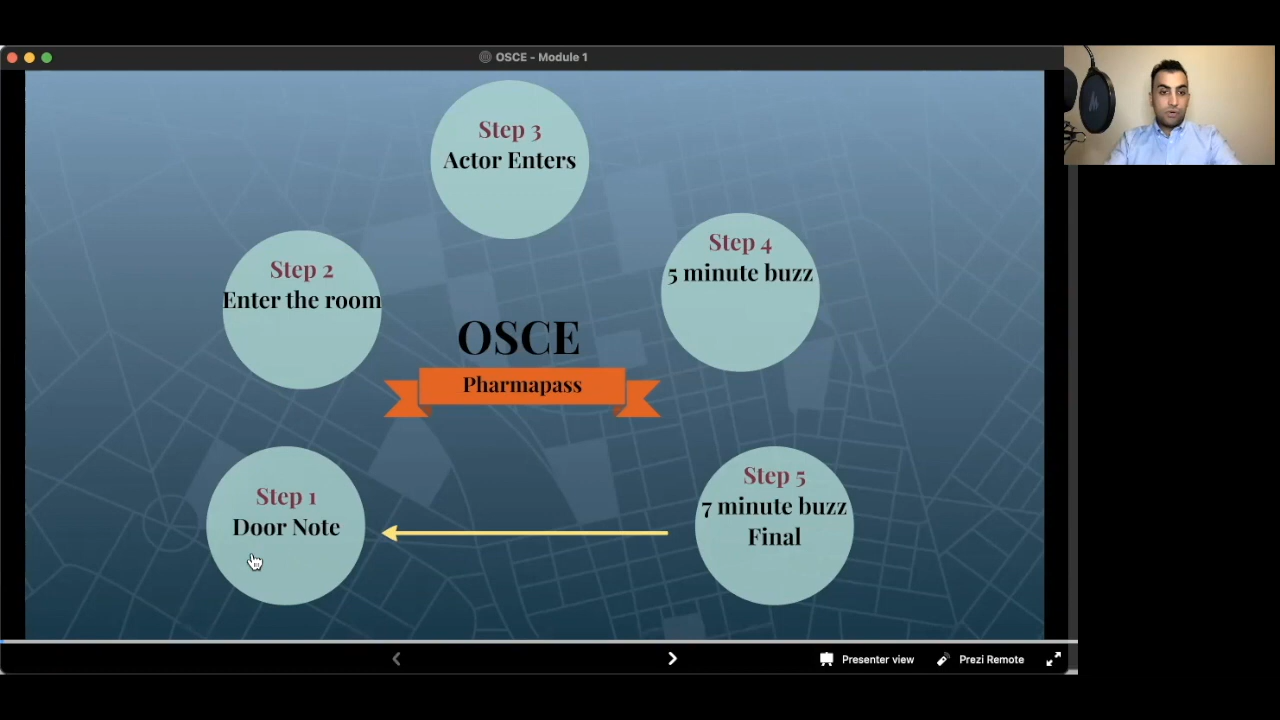 OSCE - Module 1
Step 3
Actor Enters
Step 4
5 minute buzz
Step 2
Enter the room
OSCE
Pharmapass
Step 1
Door Note
Step 5
7 minute buzz
Final
Presenter view
Prezi Remote